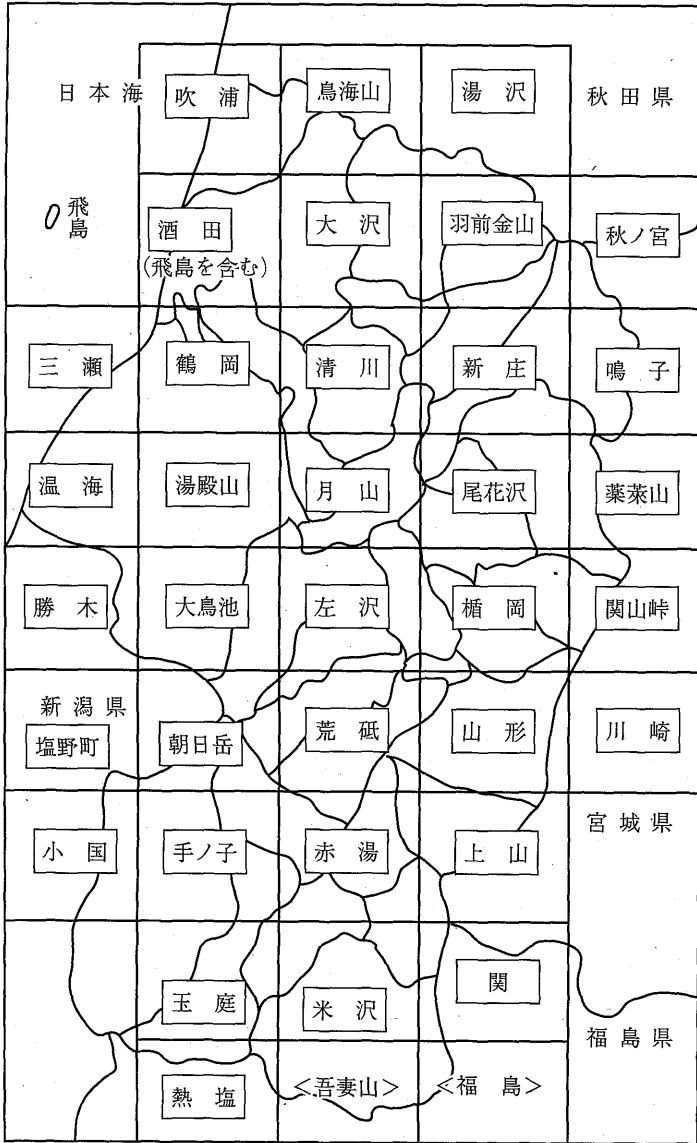 日本海
吹浦
鳥海山
湯沢
秋田県
飛島
酒田
(飛島を含む)
大沢
羽前金山
秋ノ宮
三瀬
鶴岡
清川
新庄
鳴子
温海
湯殿山
月山
尾花沢
薬萊山
勝木
大鳥池
左沢
楯岡
関山峠
新潟県
塩野町
朝日岳
荒砥
山形
川崎
小国
手ノ子
赤湯
上山
宮城県
玉庭
米沢
関
福島県
熱塩
<吾妻山>
<福島>